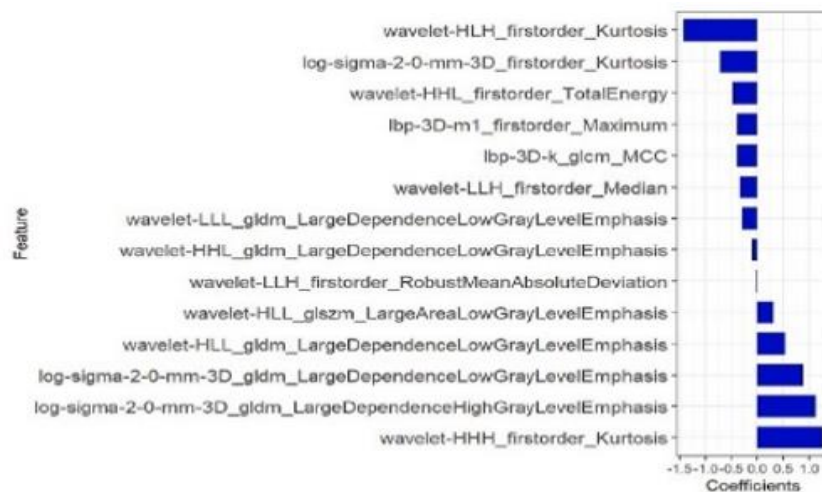 wavelet-HLH_firstorder_Kurtosis
log-sigma-2-0-mm-3D_firstorder_Kurtosis
wavelet-HHL_firstorder_TotalEnergy
lbp-3D-m1_firstorder_Maximum
lbp-3D-k_glcm_MCC
wavelet-LLH_firstorder_Median
wavelet-LLL_gldm_LargeDependenceLowGrayLevelEmphasis
wavelet-HHL_gldm_LargeDependenceLowGrayLevelEmphasis
wavelet-LLH_firstorder_RobustMeanAbsoluteDeviation
wavelet-HLL_glszm_LargeAreaLowGrayLevelEmphasis
wavelet-HLL_gldm_LargeDependenceLowGrayLevelEmphasis
log-sigma-2-0-mm-3D_gldm_LargeDependenceLowGrayLevelEmphasis
log-sigma-2-0-mm-3D_gldm_LargeDependenceHighGrayLevelEmphasis
wavelet-HHH_firstorder_Kurtosis
Feature
-1.5 -1.0 -0.5 0.0 0.5 1.0
Coefficients